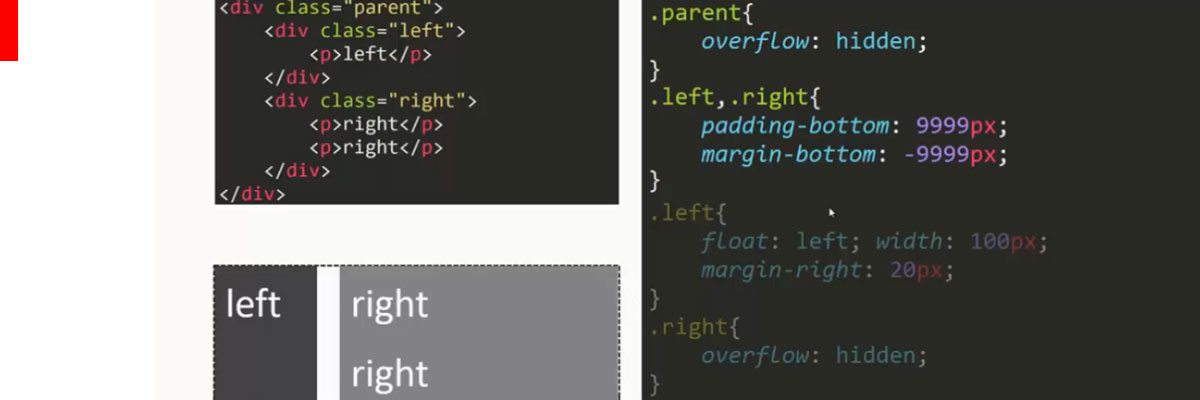 <div class="parent">
<div class="left">
<p>left</p>
</div>
<div class="right">
<p>right</p>
<p>right</p>
</div>
</div>
left
right
right
.parent{
overflow: hidden;
}
.left,.right{
padding-bottom: 9999px;
margin-bottom: -9999px;
}
.left{
float: left; width: 100px;
margin-right: 20px;
}
.right{
overflow: hidden;
}